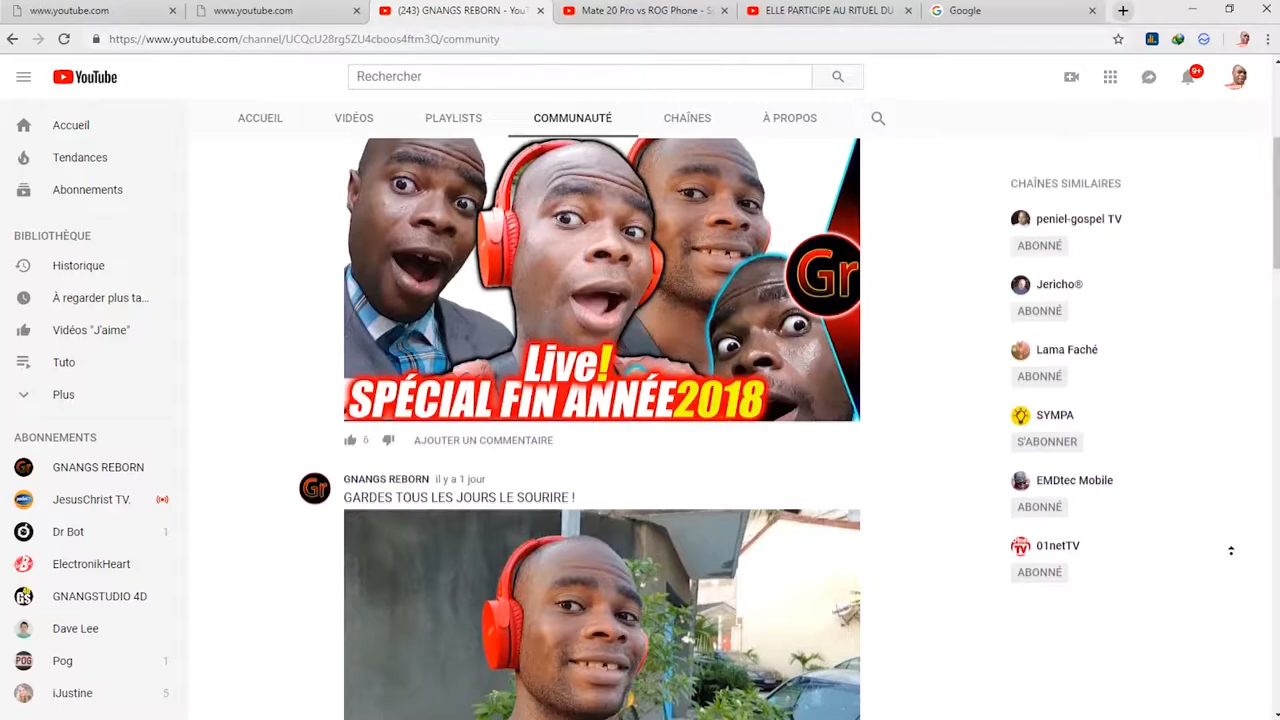 www.youtube.com
www.youtube.com
(243) GNANGS REBORN - YouT
Mate 20 Pro vs ROG Phone - S
ELLE PARTICIPE AU RITUEL DU
Google
https://www.youtube.com/channel/UCQcU28rg5ZU4cboos4ftm3Q/community
YouTube
Rechercher
9+
Accueil
Tendances
Abonnements
BIBLIOTHÈQUE
Historique
À regarder plus ta...
Vidéos "J'aime"
Tuto
Plus
ABONNEMENTS
GNANGS REBORN
JesusChrist TV.
Dr Bot 1
ElectronikHeart
GNANGSTUDIO 4D
Dave Lee
POG
Pog 1
iJustine 5
ACCUEIL
VIDÉOS
PLAYLISTS
COMMUNAUTÉ
CHAÎNES
À PROPOS
Gr
Live!
SPÉCIAL FIN ANNÉE2018
6 AJOUTER UN COMMENTAIRE
Gr
GNANGS REBORN il y a 1 jour
GARDES TOUS LES JOURS LE SOURIRE !
CHAÎNES SIMILAIRES
peniel-gospel TV
ABONNÉ
Jericho®
ABONNÉ
Lama Faché
ABONNÉ
SYMPA
S'ABONNER
EMDtec Mobile
ABONNÉ
01netTV
ABONNÉ